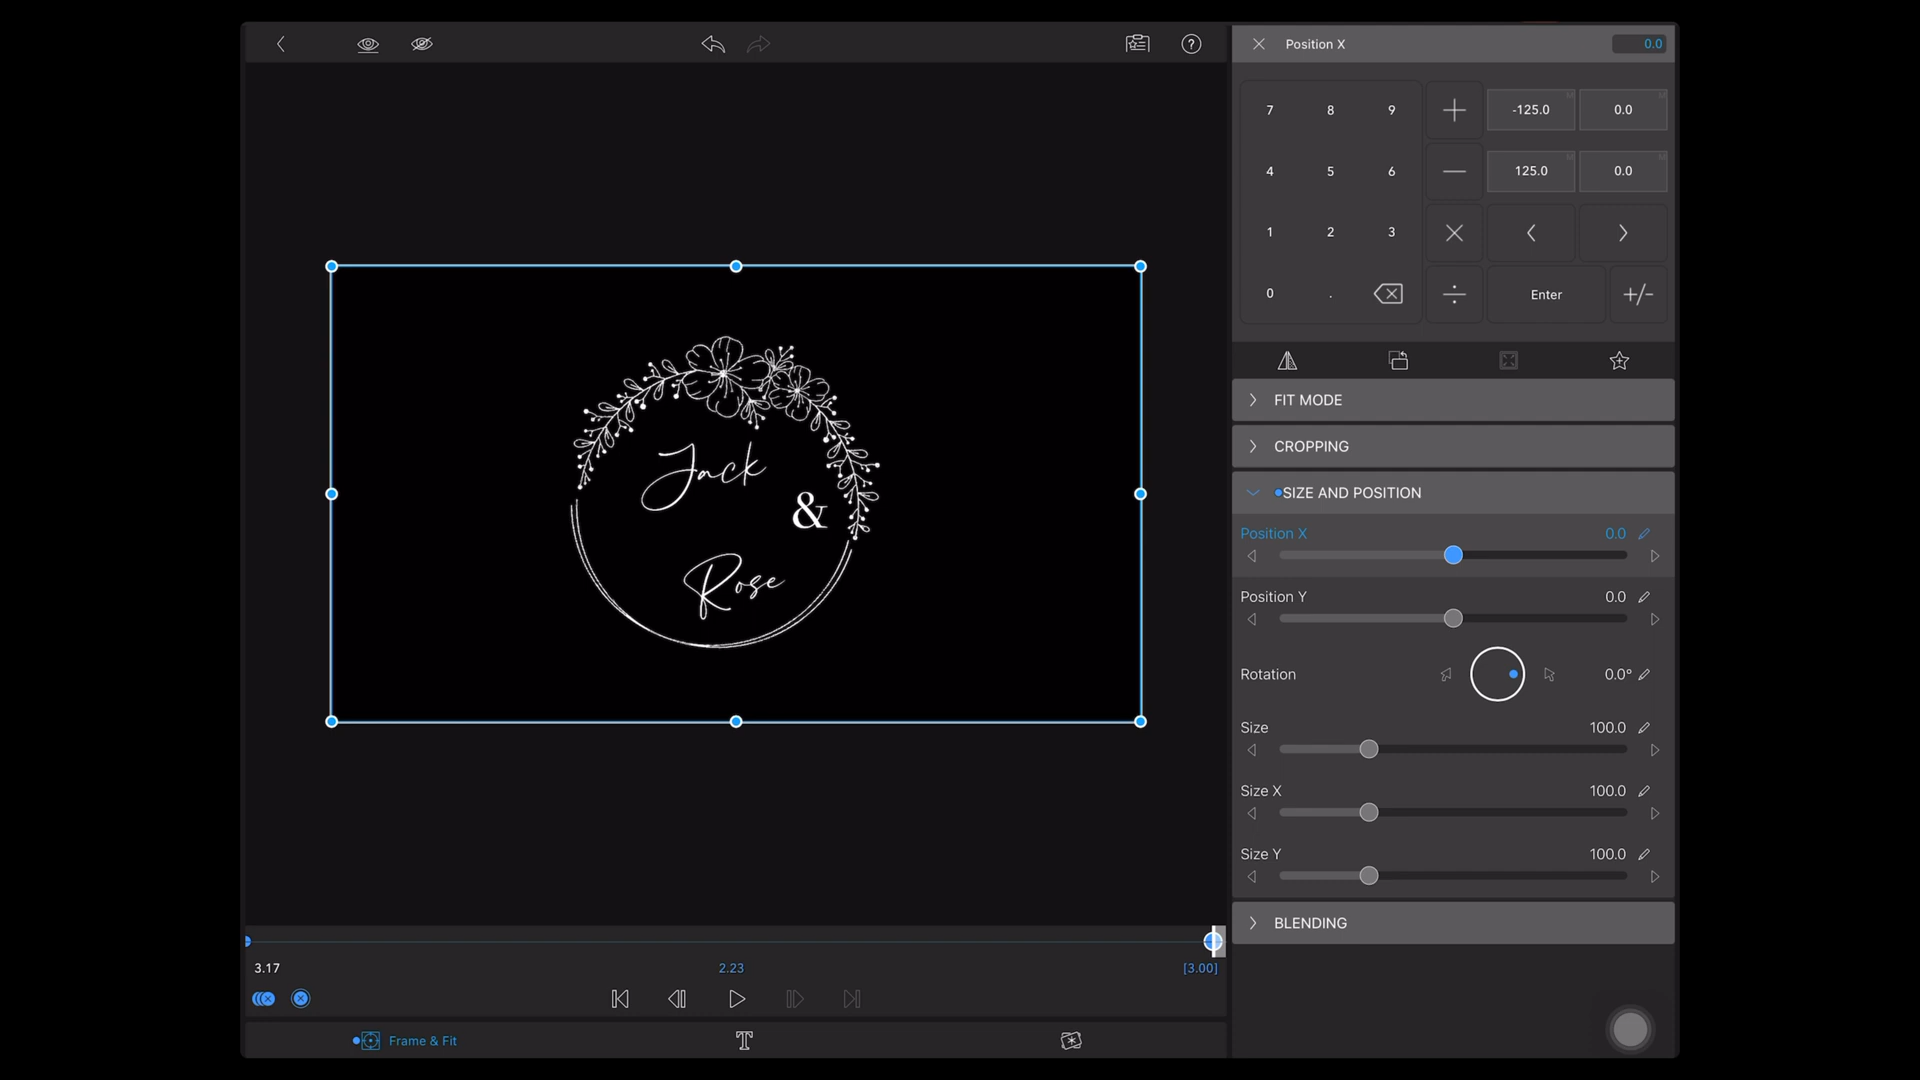 Position X 0.0
7 8 9 -125.0 M 0.0 M
4 5 6 125.0 M 0.0 M
1 2 3
0 . Enter +/-
FIT MODE
CROPPING
SIZE AND POSITION
Position X 0.0
Position Y 0.0
Rotation 0.0°
Size 100.0
Size X 100.0
Size Y 100.0
BLENDING
Jack
&
Rose
3.17 2.23 [3.00]
Frame & Fit T